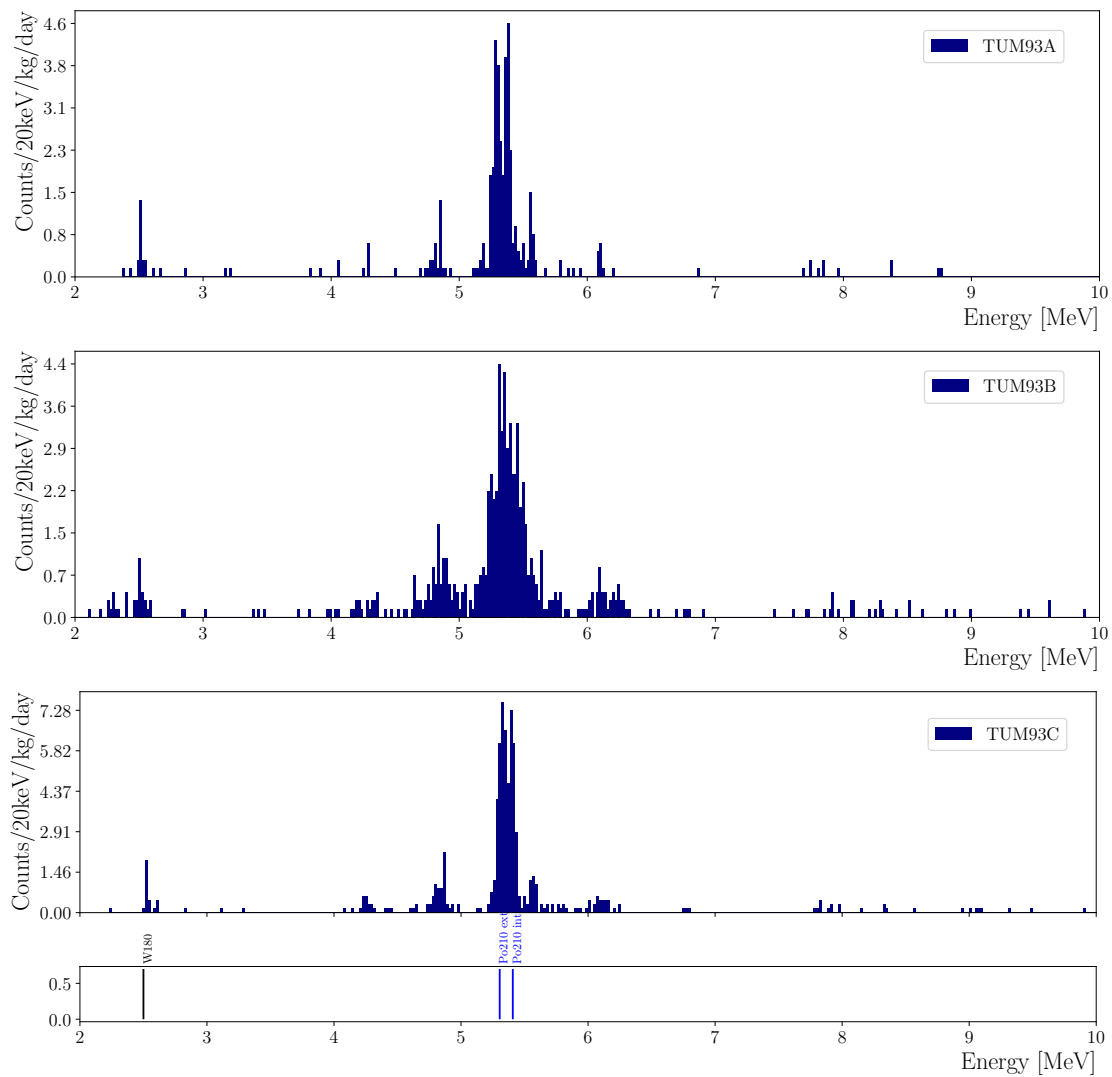 4.6
3.8
3.1
2.3
1.5
0.8
0.0
Counts/20keV/kg/day
TUM93A
2 3 4 5 6 7 8 9 10
Energy [MeV]
4.4
3.6
2.9
2.2
1.5
0.7
0.0
Counts/20keV/kg/day
TUM93B
2 3 4 5 6 7 8 9 10
Energy [MeV]
7.28
5.82
4.37
2.91
1.46
0.00
Counts/20keV/kg/day
TUM93C
W180
Po210 ext
Po210 int
0.5
0.0
2 3 4 5 6 7 8 9 10
Energy [MeV]